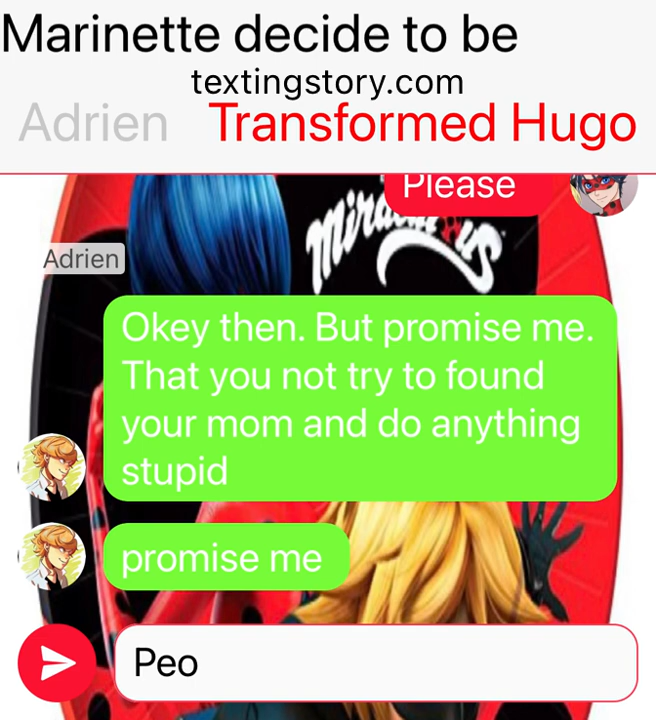 Marinette decide to be
textingstory.com
Adrien Transformed Hugo
Please
Miraculous
Adrien
Okey then. But promise me.
That you not try to found
your mom and do anything
stupid
promise me
Peo